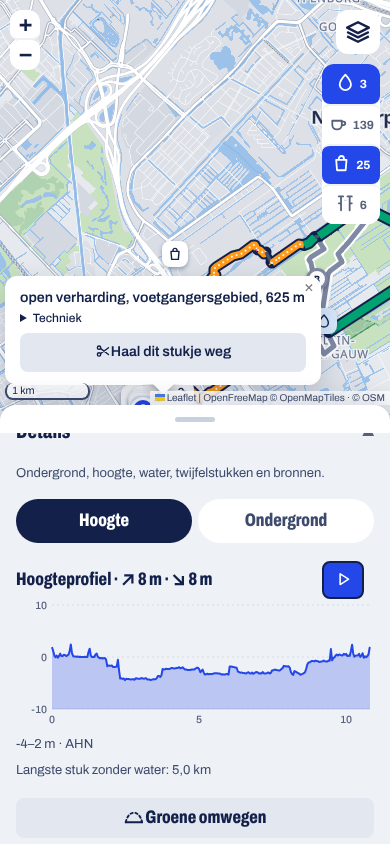 +
−
3
139
25
6
open verharding, voetgangersgebied, 625 m
×
▶ Techniek
Haal dit stukje weg
GAUW
1 km
Leaflet | OpenFreeMap © OpenMapTiles · © OSM
Details
Ondergrond, hoogte, water, twijfelstukken en bronnen.
Hoogte
Ondergrond
Hoogteprofiel · ↗ 8 m · ↘ 8 m
10
0
-10
0
5
10
-4–2 m · AHN
Langste stuk zonder water: 5,0 km
Groene omwegen